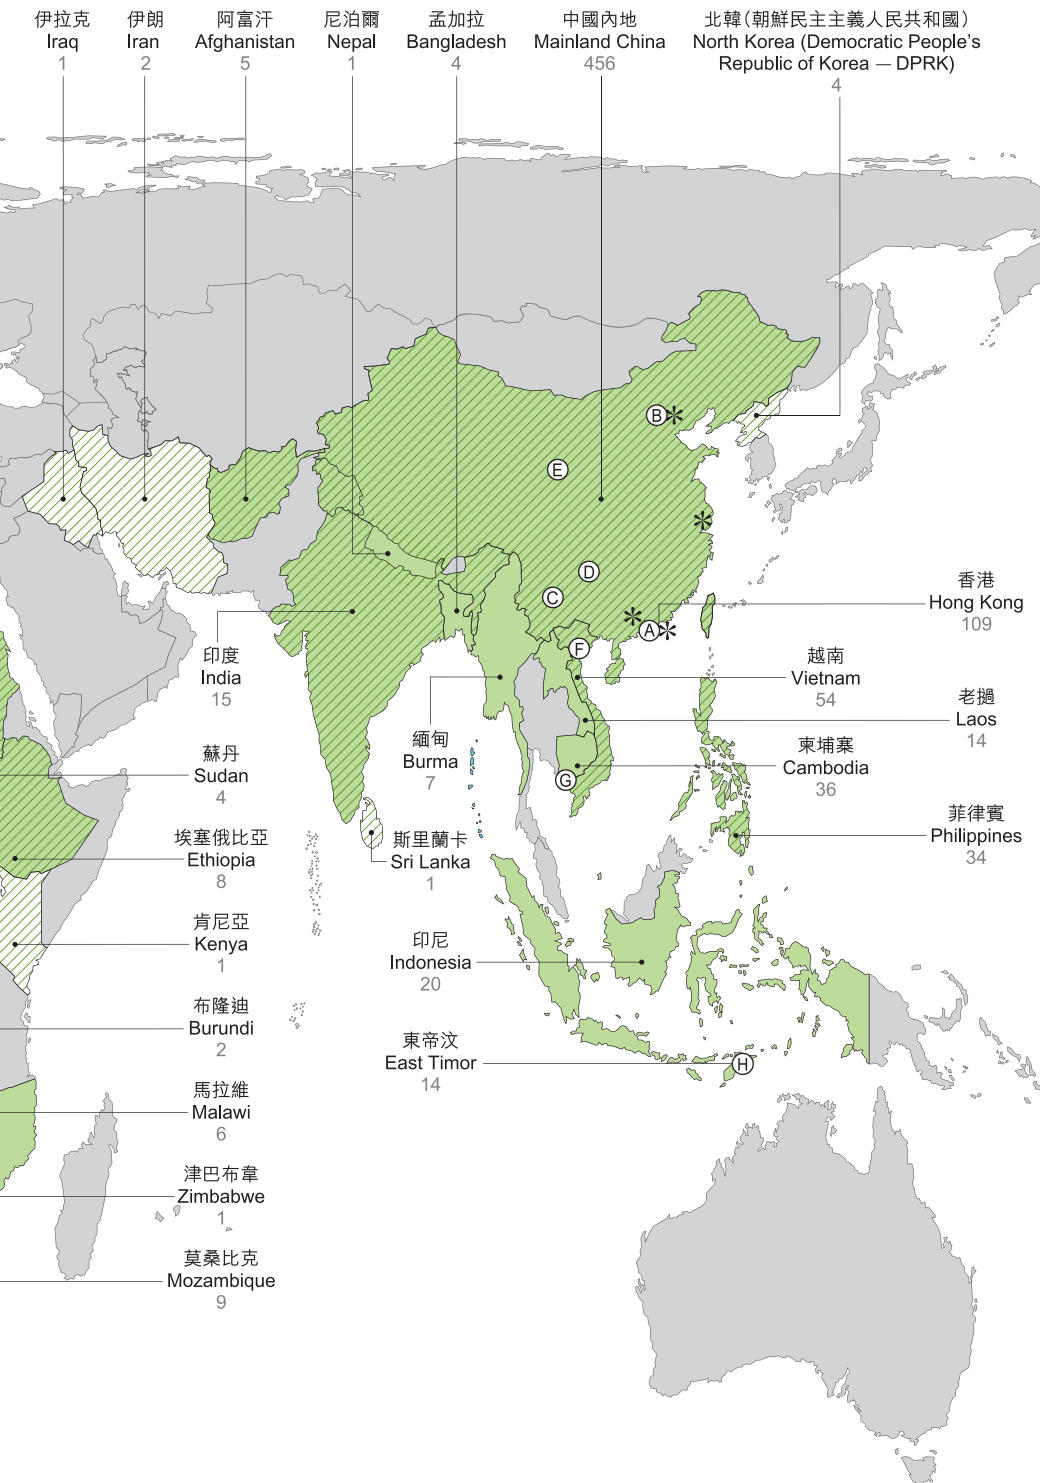 伊拉克
Iraq
1
伊朗
Iran
2
阿富汗
Afghanistan
5
尼泊爾
Nepal
1
孟加拉
Bangladesh
4
中國內地
Mainland China
456
北韓(朝鮮民主主義人民共和國)
North Korea (Democratic People's
Republic of Korea — DPRK)
4
B
E
D
C
A
F
G
H
香港
Hong Kong
109
印度
India
15
越南
Vietnam
54
老撾
Laos
14
緬甸
Burma
7
蘇丹
Sudan
4
柬埔寨
Cambodia
36
埃塞俄比亞
Ethiopia
8
斯里蘭卡
Sri Lanka
1
菲律賓
Philippines
34
肯尼亞
Kenya
1
印尼
Indonesia
20
布隆迪
Burundi
2
東帝汶
East Timor
14
馬拉維
Malawi
6
津巴布韋
Zimbabwe
1
莫桑比克
Mozambique
9